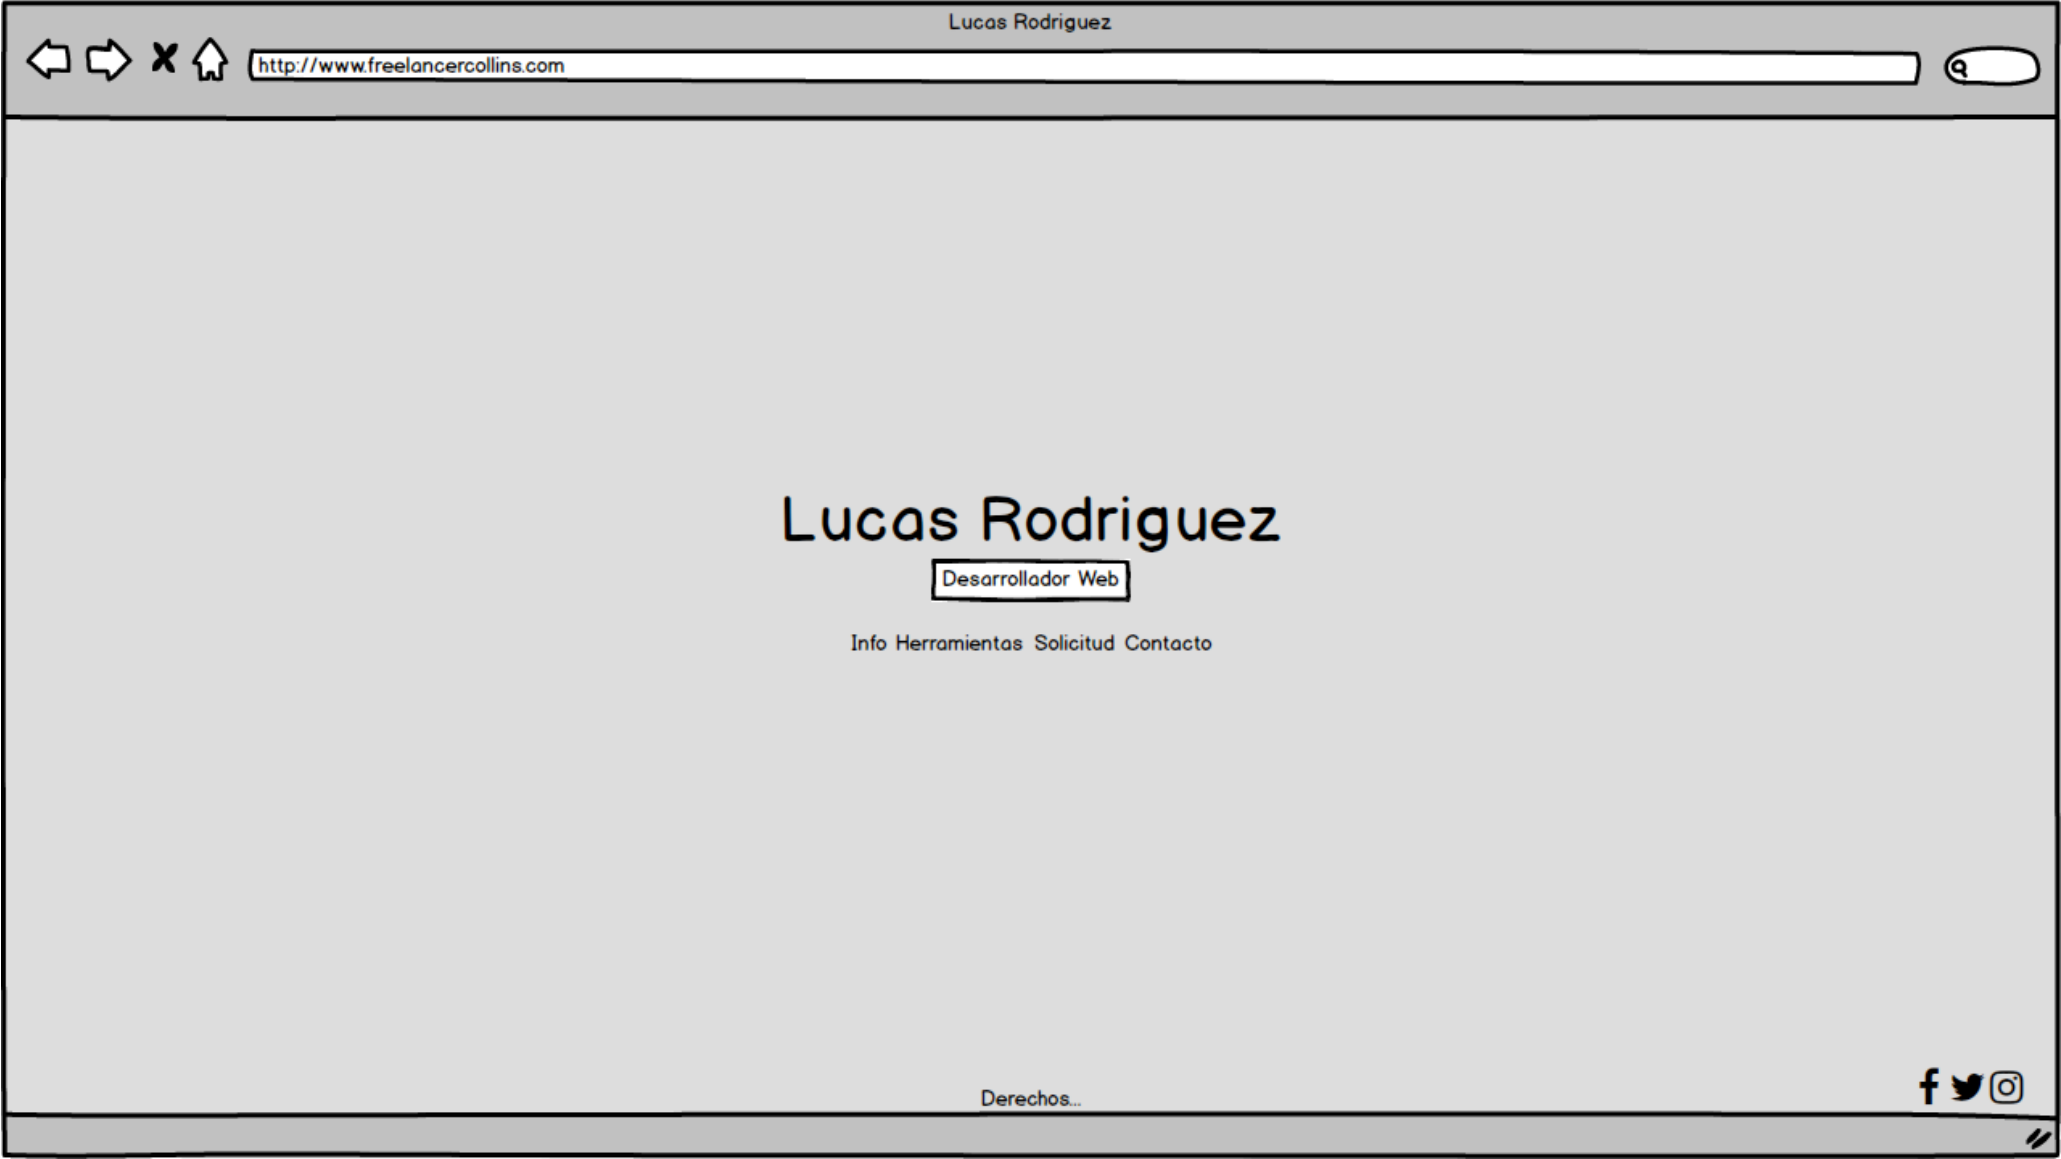 Lucas Rodriguez
http://www.freelancercollins.com
Lucas Rodriguez
Desarrollador Web
Info Herramientas Solicitud Contacto
Derechos...